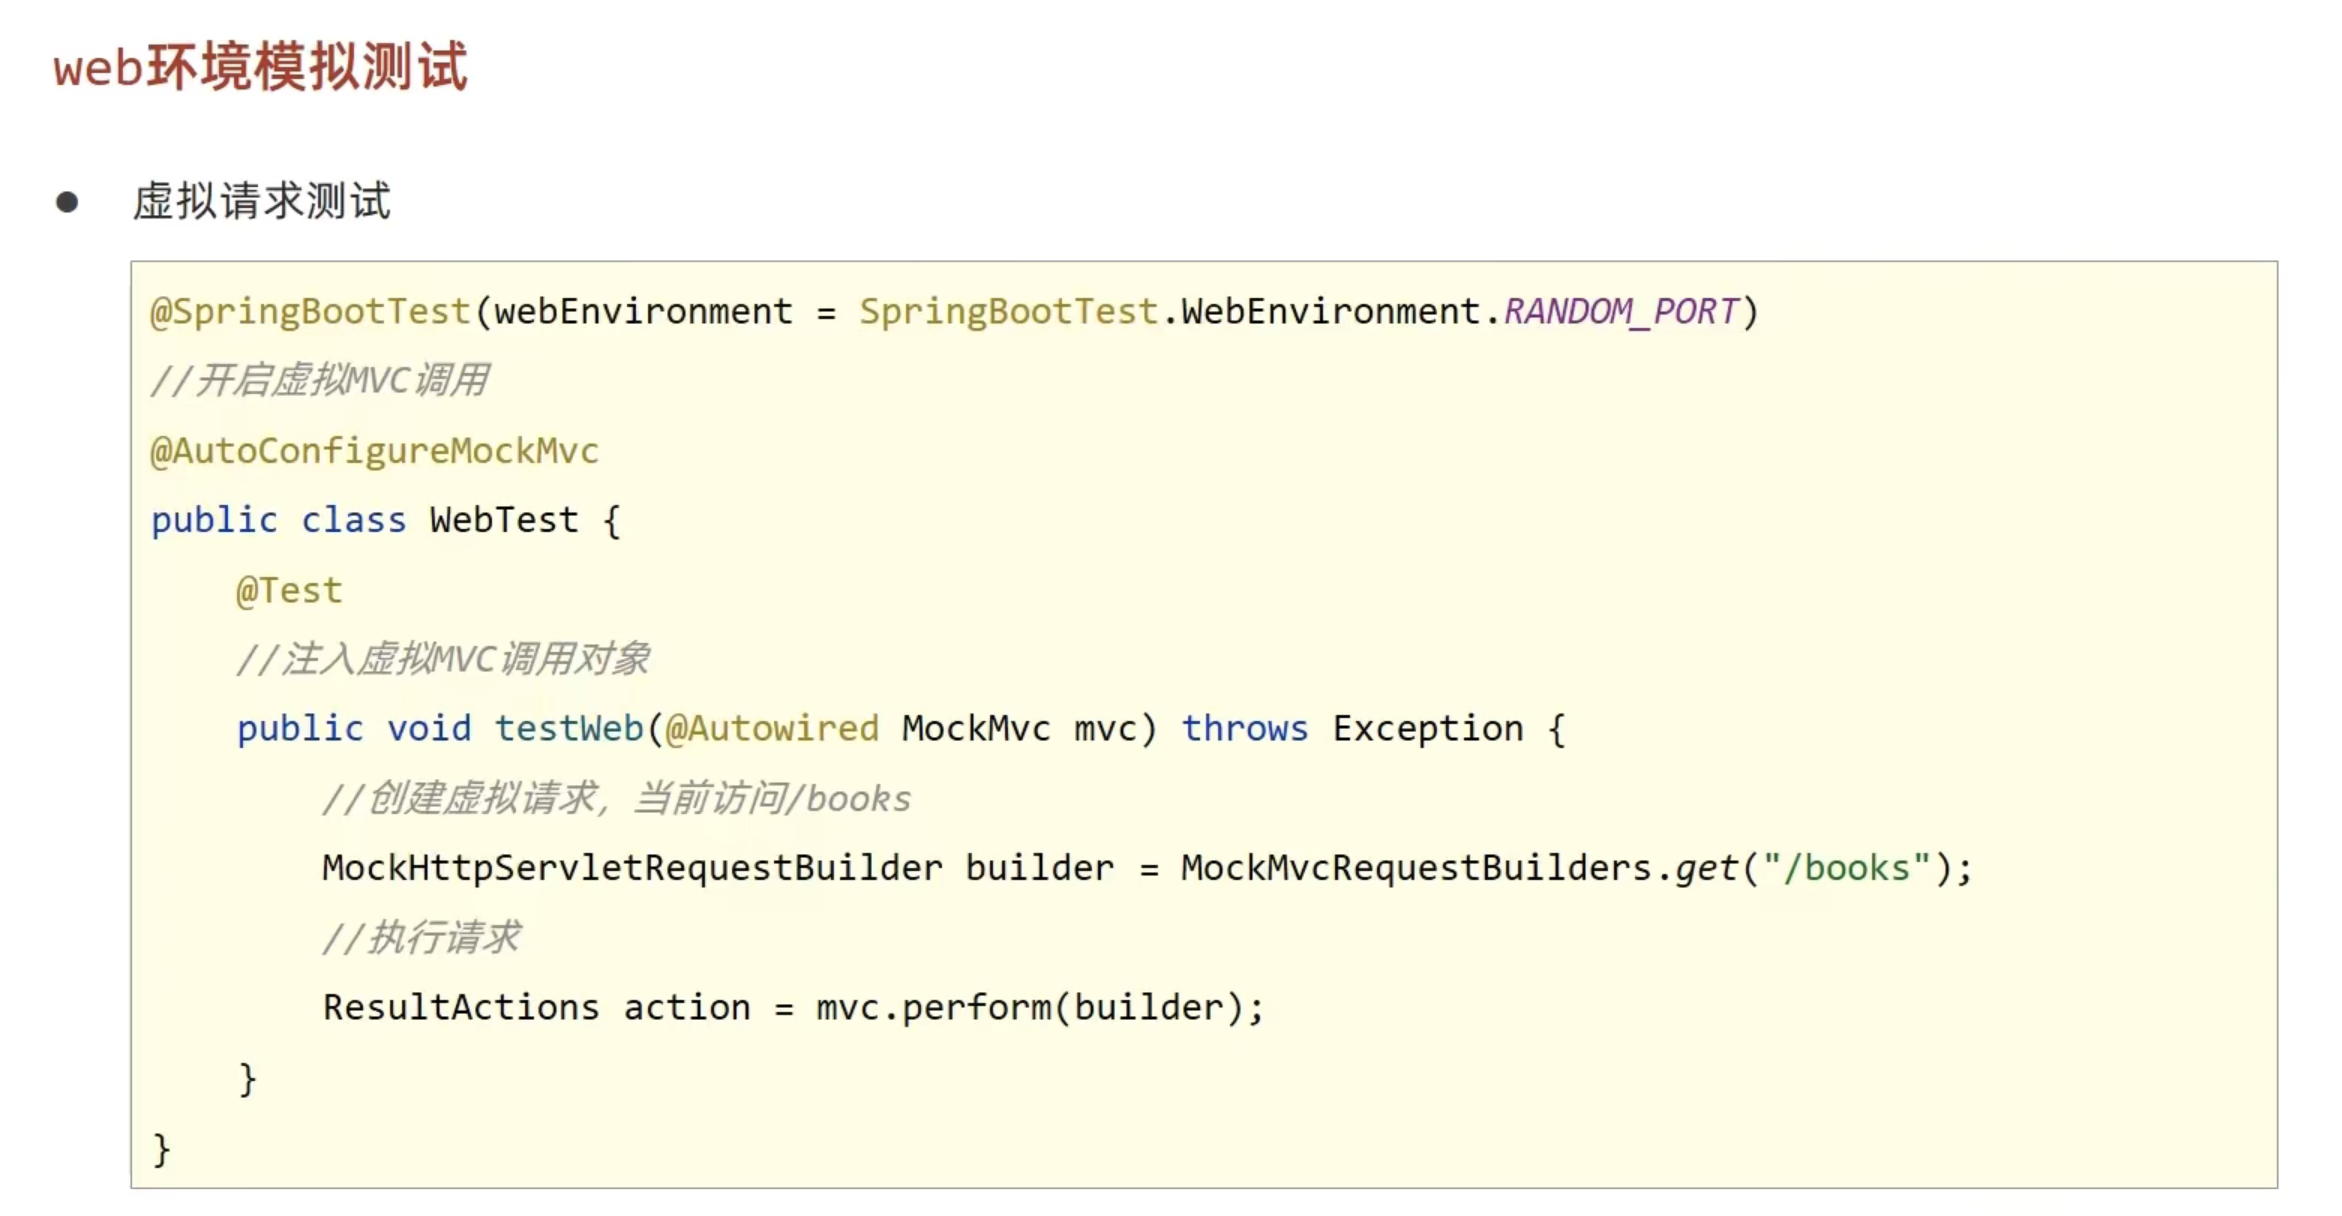 web环境模拟测试
● 虚拟请求测试
@SpringBootTest(webEnvironment = SpringBootTest.WebEnvironment.RANDOM_PORT)
//开启虚拟MVC调用
@AutoConfigureMockMvc
public class WebTest {
    @Test
    //注入虚拟MVC调用对象
    public void testWeb(@Autowired MockMvc mvc) throws Exception {
        //创建虚拟请求，当前访问/books
        MockHttpServletRequestBuilder builder = MockMvcRequestBuilders.get("/books");
        //执行请求
        ResultActions action = mvc.perform(builder);
    }
}